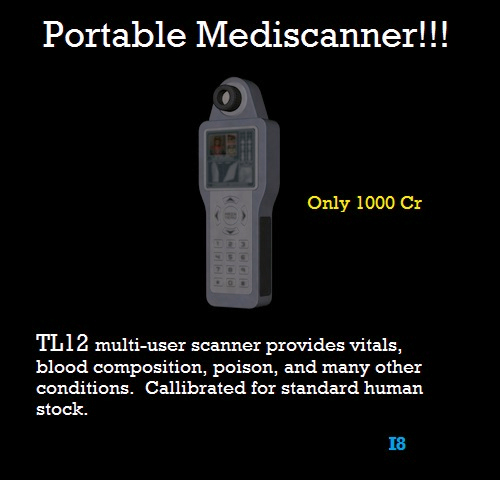 Portable Mediscanner!!!
Only 1000 Cr
TL12 multi-user scanner provides vitals,
blood composition, poison, and many other
conditions.  Callibrated for standard human
stock.
I8